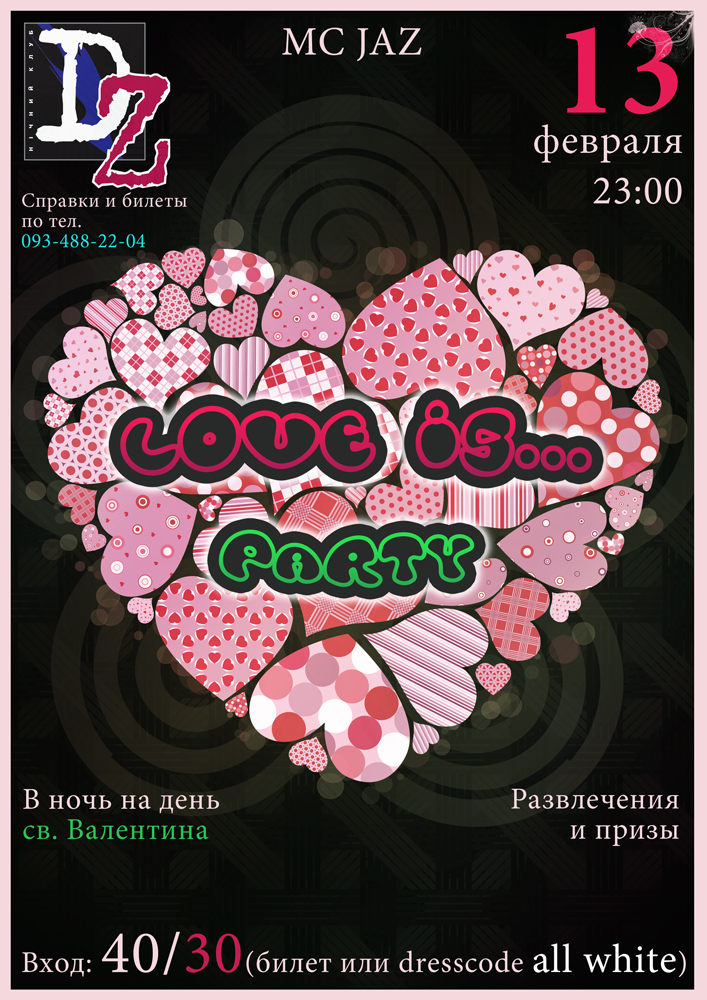 MC JAZ
НІЧНИЙ КЛУБ
DZ
13
февраля
23:00
Справки и билеты
по тел.
093-488-22-04
LOVE iS...
PARTY
В ночь на день
св. Валентина
Развлечения
и призы
Вход: 40/30 (билет или dresscode all white)